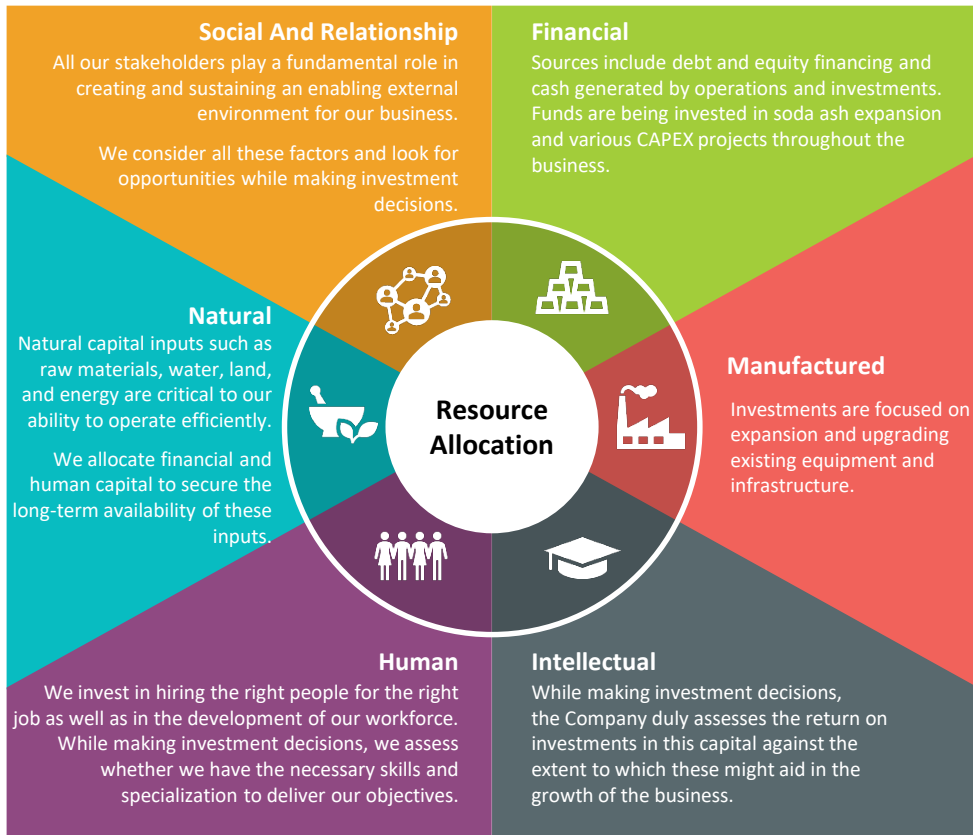 Social And Relationship
All our stakeholders play a fundamental role in
creating and sustaining an enabling external
environment for our business.
We consider all these factors and look for
opportunities while making investment
decisions.
Financial
Sources include debt and equity financing and
cash generated by operations and investments.
Funds are being invested in soda ash expansion
and various CAPEX projects throughout the
business.
Natural
Natural capital inputs such as
raw materials, water, land,
and energy are critical to our
ability to operate efficiently.
We allocate financial and
human capital to secure the
long-term availability of these
inputs.
Resource
Allocation
Manufactured
Investments are focused on
expansion and upgrading
existing equipment and
infrastructure.
Human
We invest in hiring the right people for the right
job as well as in the development of our workforce.
While making investment decisions, we assess
whether we have the necessary skills and
specialization to deliver our objectives.
Intellectual
While making investment decisions,
the Company duly assesses the return on
investments in this capital against the
extent to which these might aid in the
growth of the business.